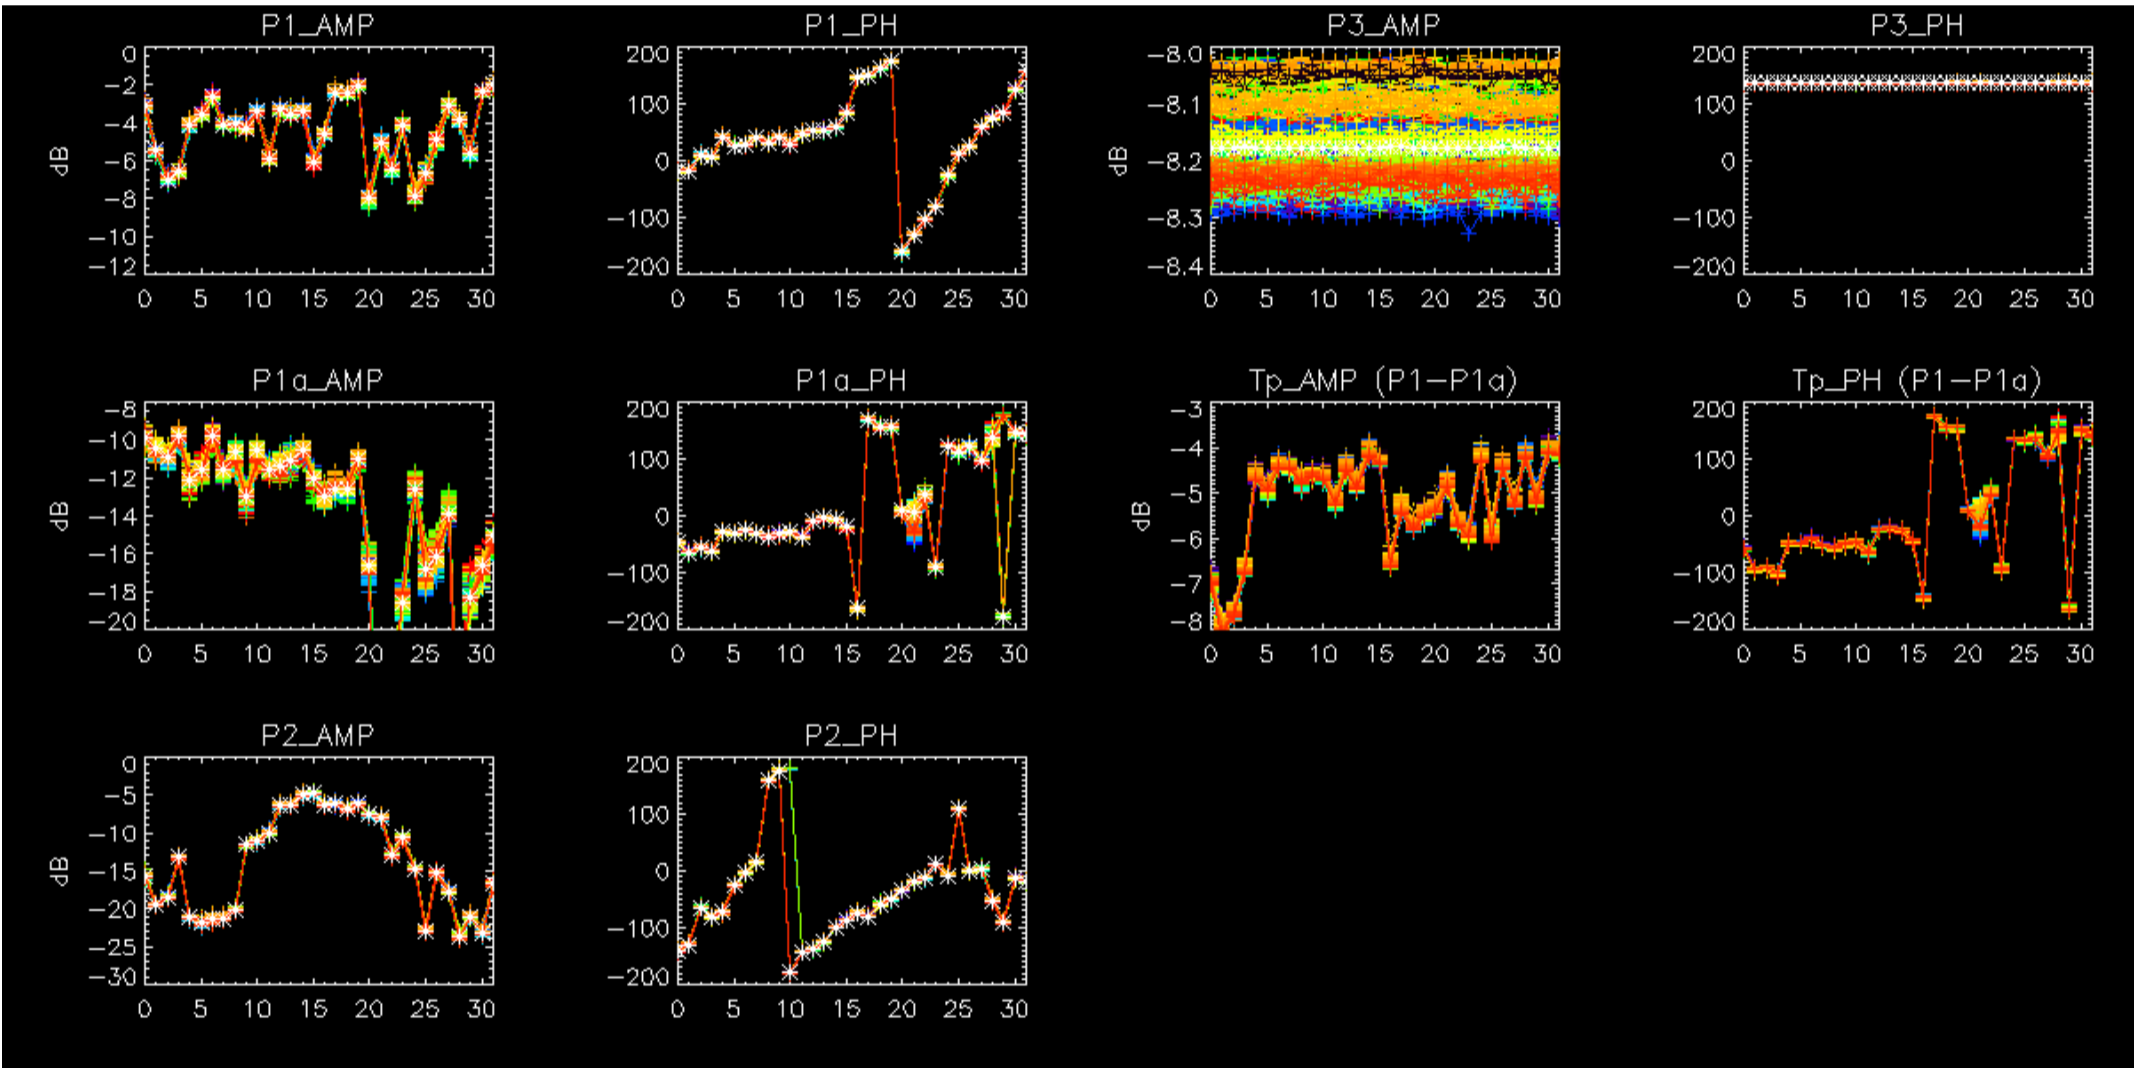 P1_AMP
P1_PH
P3_AMP
P3_PH
0
−2
−4
−6
−8
−10
−12
dB
0 5 10 15 20 25 30
200
100
0
−100
−200
0 5 10 15 20 25 30
−8.0
−8.1
−8.2
−8.3
−8.4
dB
0 5 10 15 20 25 30
200
100
0
−100
−200
0 5 10 15 20 25 30
P1a_AMP
P1a_PH
Tp_AMP (P1−P1a)
Tp_PH (P1−P1a)
−8
−10
−12
−14
−16
−18
−20
dB
0 5 10 15 20 25 30
200
100
0
−100
−200
0 5 10 15 20 25 30
−3
−4
−5
−6
−7
−8
dB
0 5 10 15 20 25 30
200
100
0
−100
−200
0 5 10 15 20 25 30
P2_AMP
P2_PH
0
−5
−10
−15
−20
−25
−30
dB
0 5 10 15 20 25 30
200
100
0
−100
−200
0 5 10 15 20 25 30